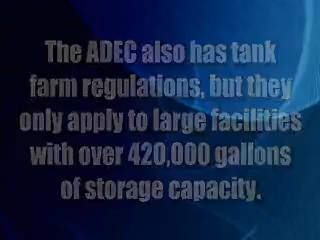 The ADEC also has tank
farm regulations, but they
only apply to large facilities
with over 420,000 gallons
of storage capacity.